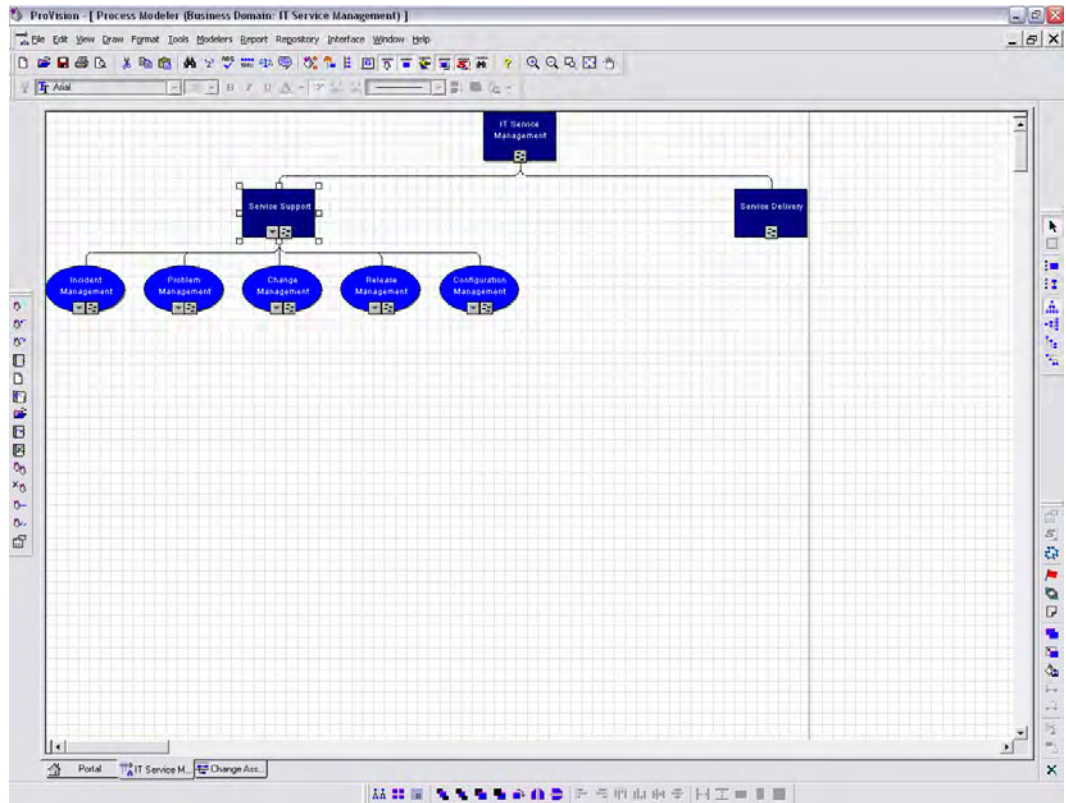 ProVision - [ Process Modeler (Business Domain: IT Service Management) ]
File Edit View Draw Format Tools Modelers Report Repository Interface Window Help
Arial
IT Service
Management
Service Support
Service Delivery
Incident
Management
Problem
Management
Change
Management
Release
Management
Configuration
Management
Portal
IT Service M...
Change Ass...